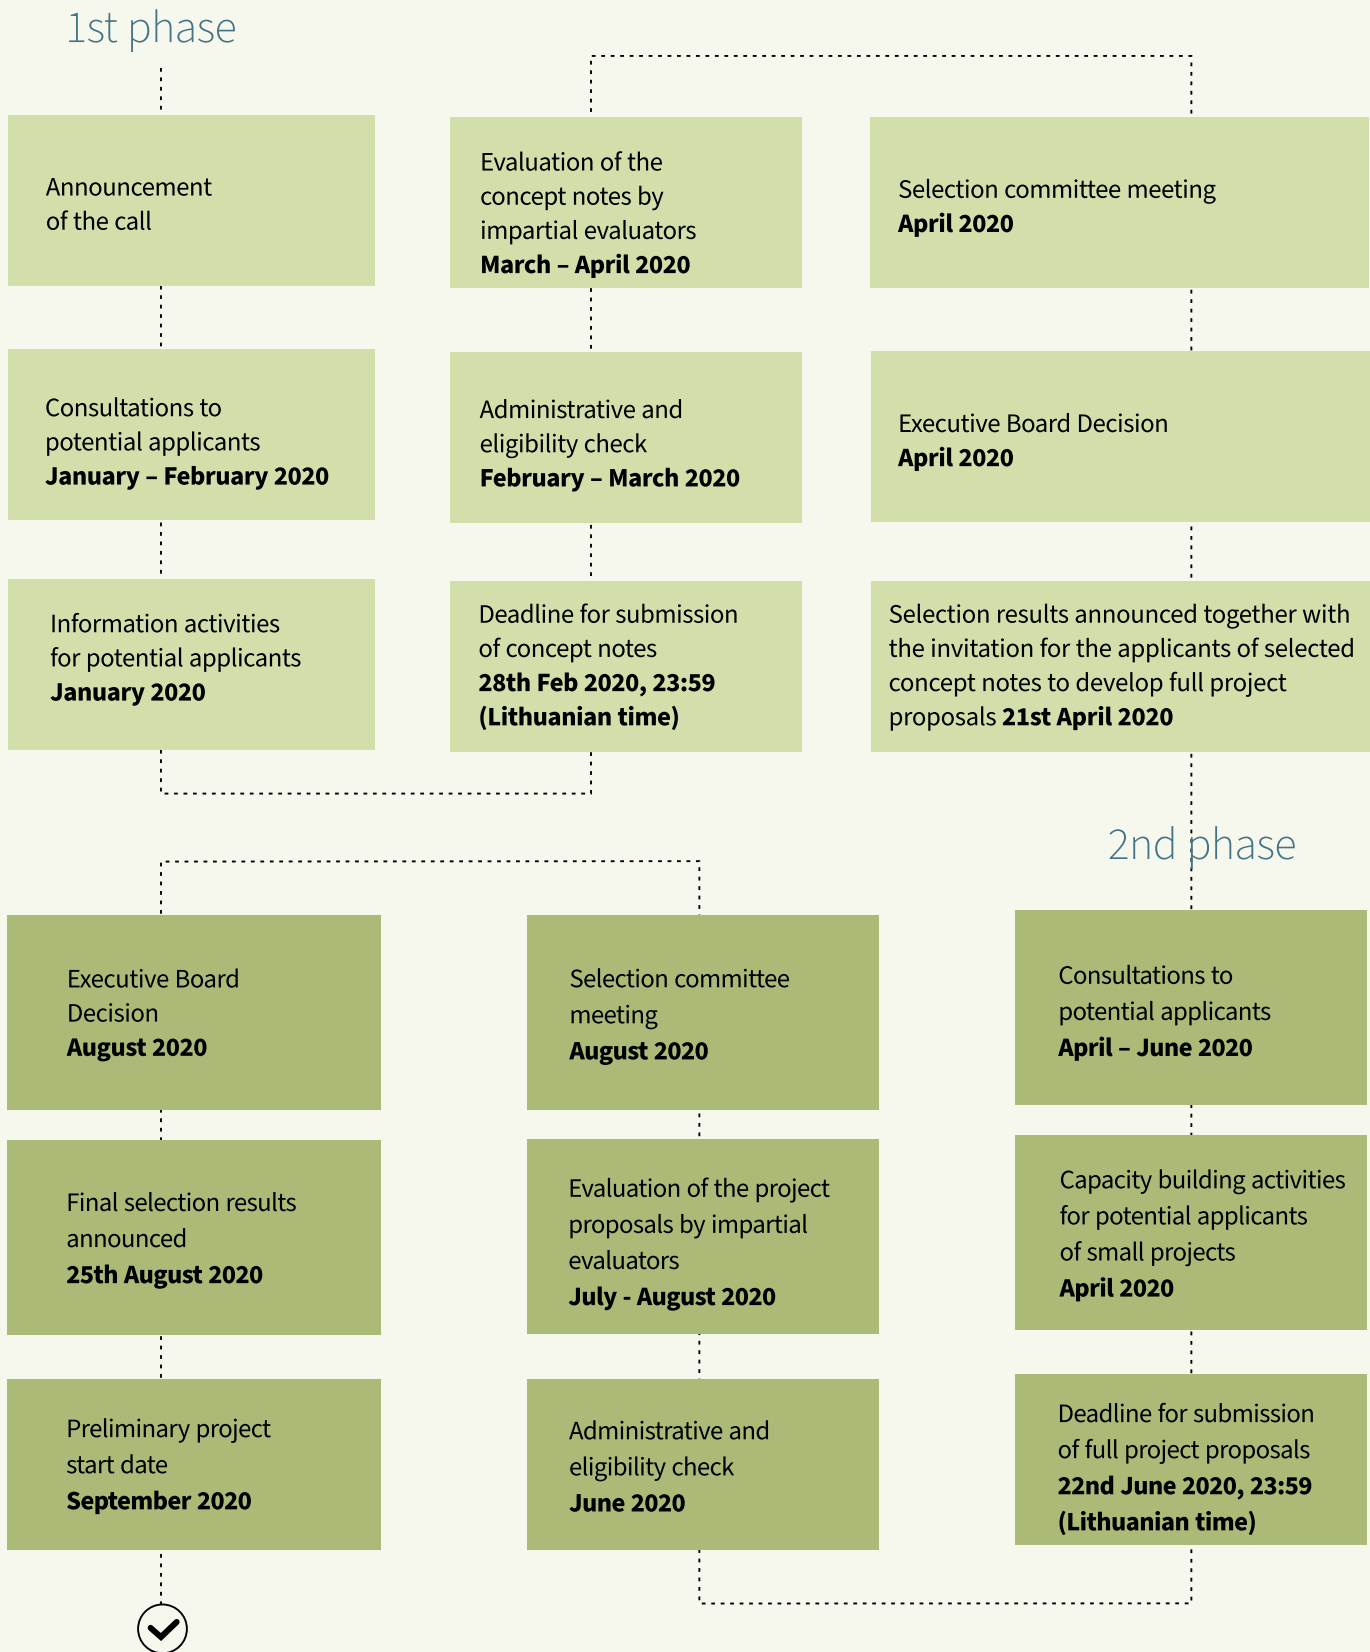 1st phase
Announcement
of the call
Consultations to
potential applicants
January – February 2020
Information activities
for potential applicants
January 2020
Deadline for submission
of concept notes
28th Feb 2020, 23:59
(Lithuanian time)
Administrative and
eligibility check
February – March 2020
Evaluation of the
concept notes by
impartial evaluators
March – April 2020
Selection committee meeting
April 2020
Executive Board Decision
April 2020
Selection results announced together with
the invitation for the applicants of selected
concept notes to develop full project
proposals 21st April 2020
2nd phase
Consultations to
potential applicants
April – June 2020
Capacity building activities
for potential applicants
of small projects
April 2020
Deadline for submission
of full project proposals
22nd June 2020, 23:59
(Lithuanian time)
Administrative and
eligibility check
June 2020
Evaluation of the project
proposals by impartial
evaluators
July - August 2020
Selection committee
meeting
August 2020
Executive Board
Decision
August 2020
Final selection results
announced
25th August 2020
Preliminary project
start date
September 2020